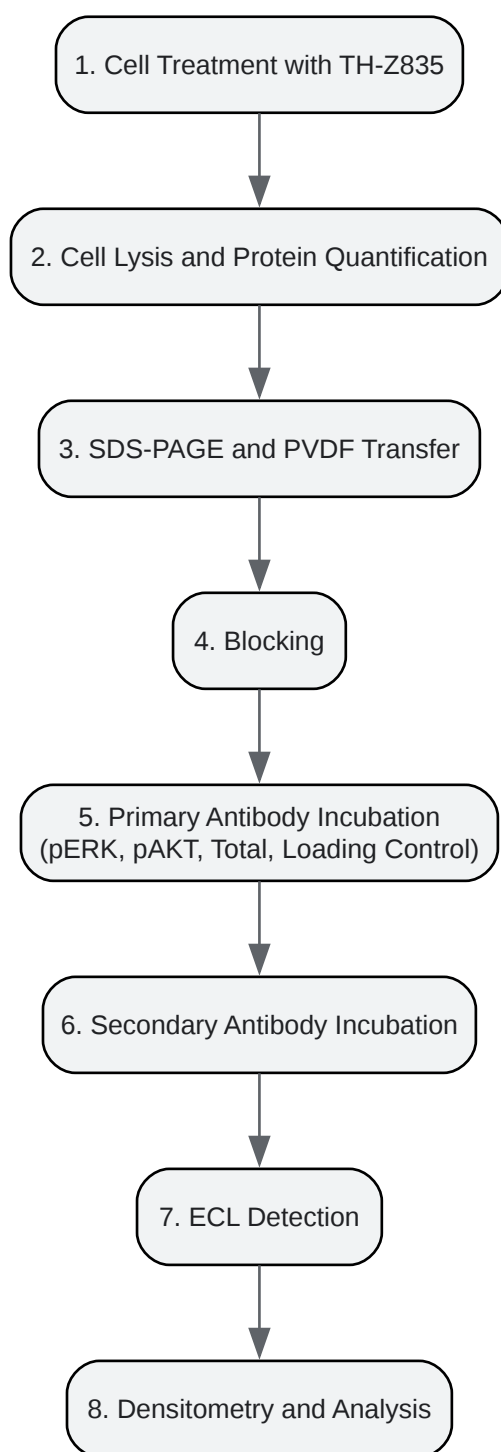 1. Cell Treatment with TH-Z835
2. Cell Lysis and Protein Quantification
3. SDS-PAGE and PVDF Transfer
4. Blocking
5. Primary Antibody Incubation
(pERK, pAKT, Total, Loading Control)
6. Secondary Antibody Incubation
7. ECL Detection
8. Densitometry and Analysis